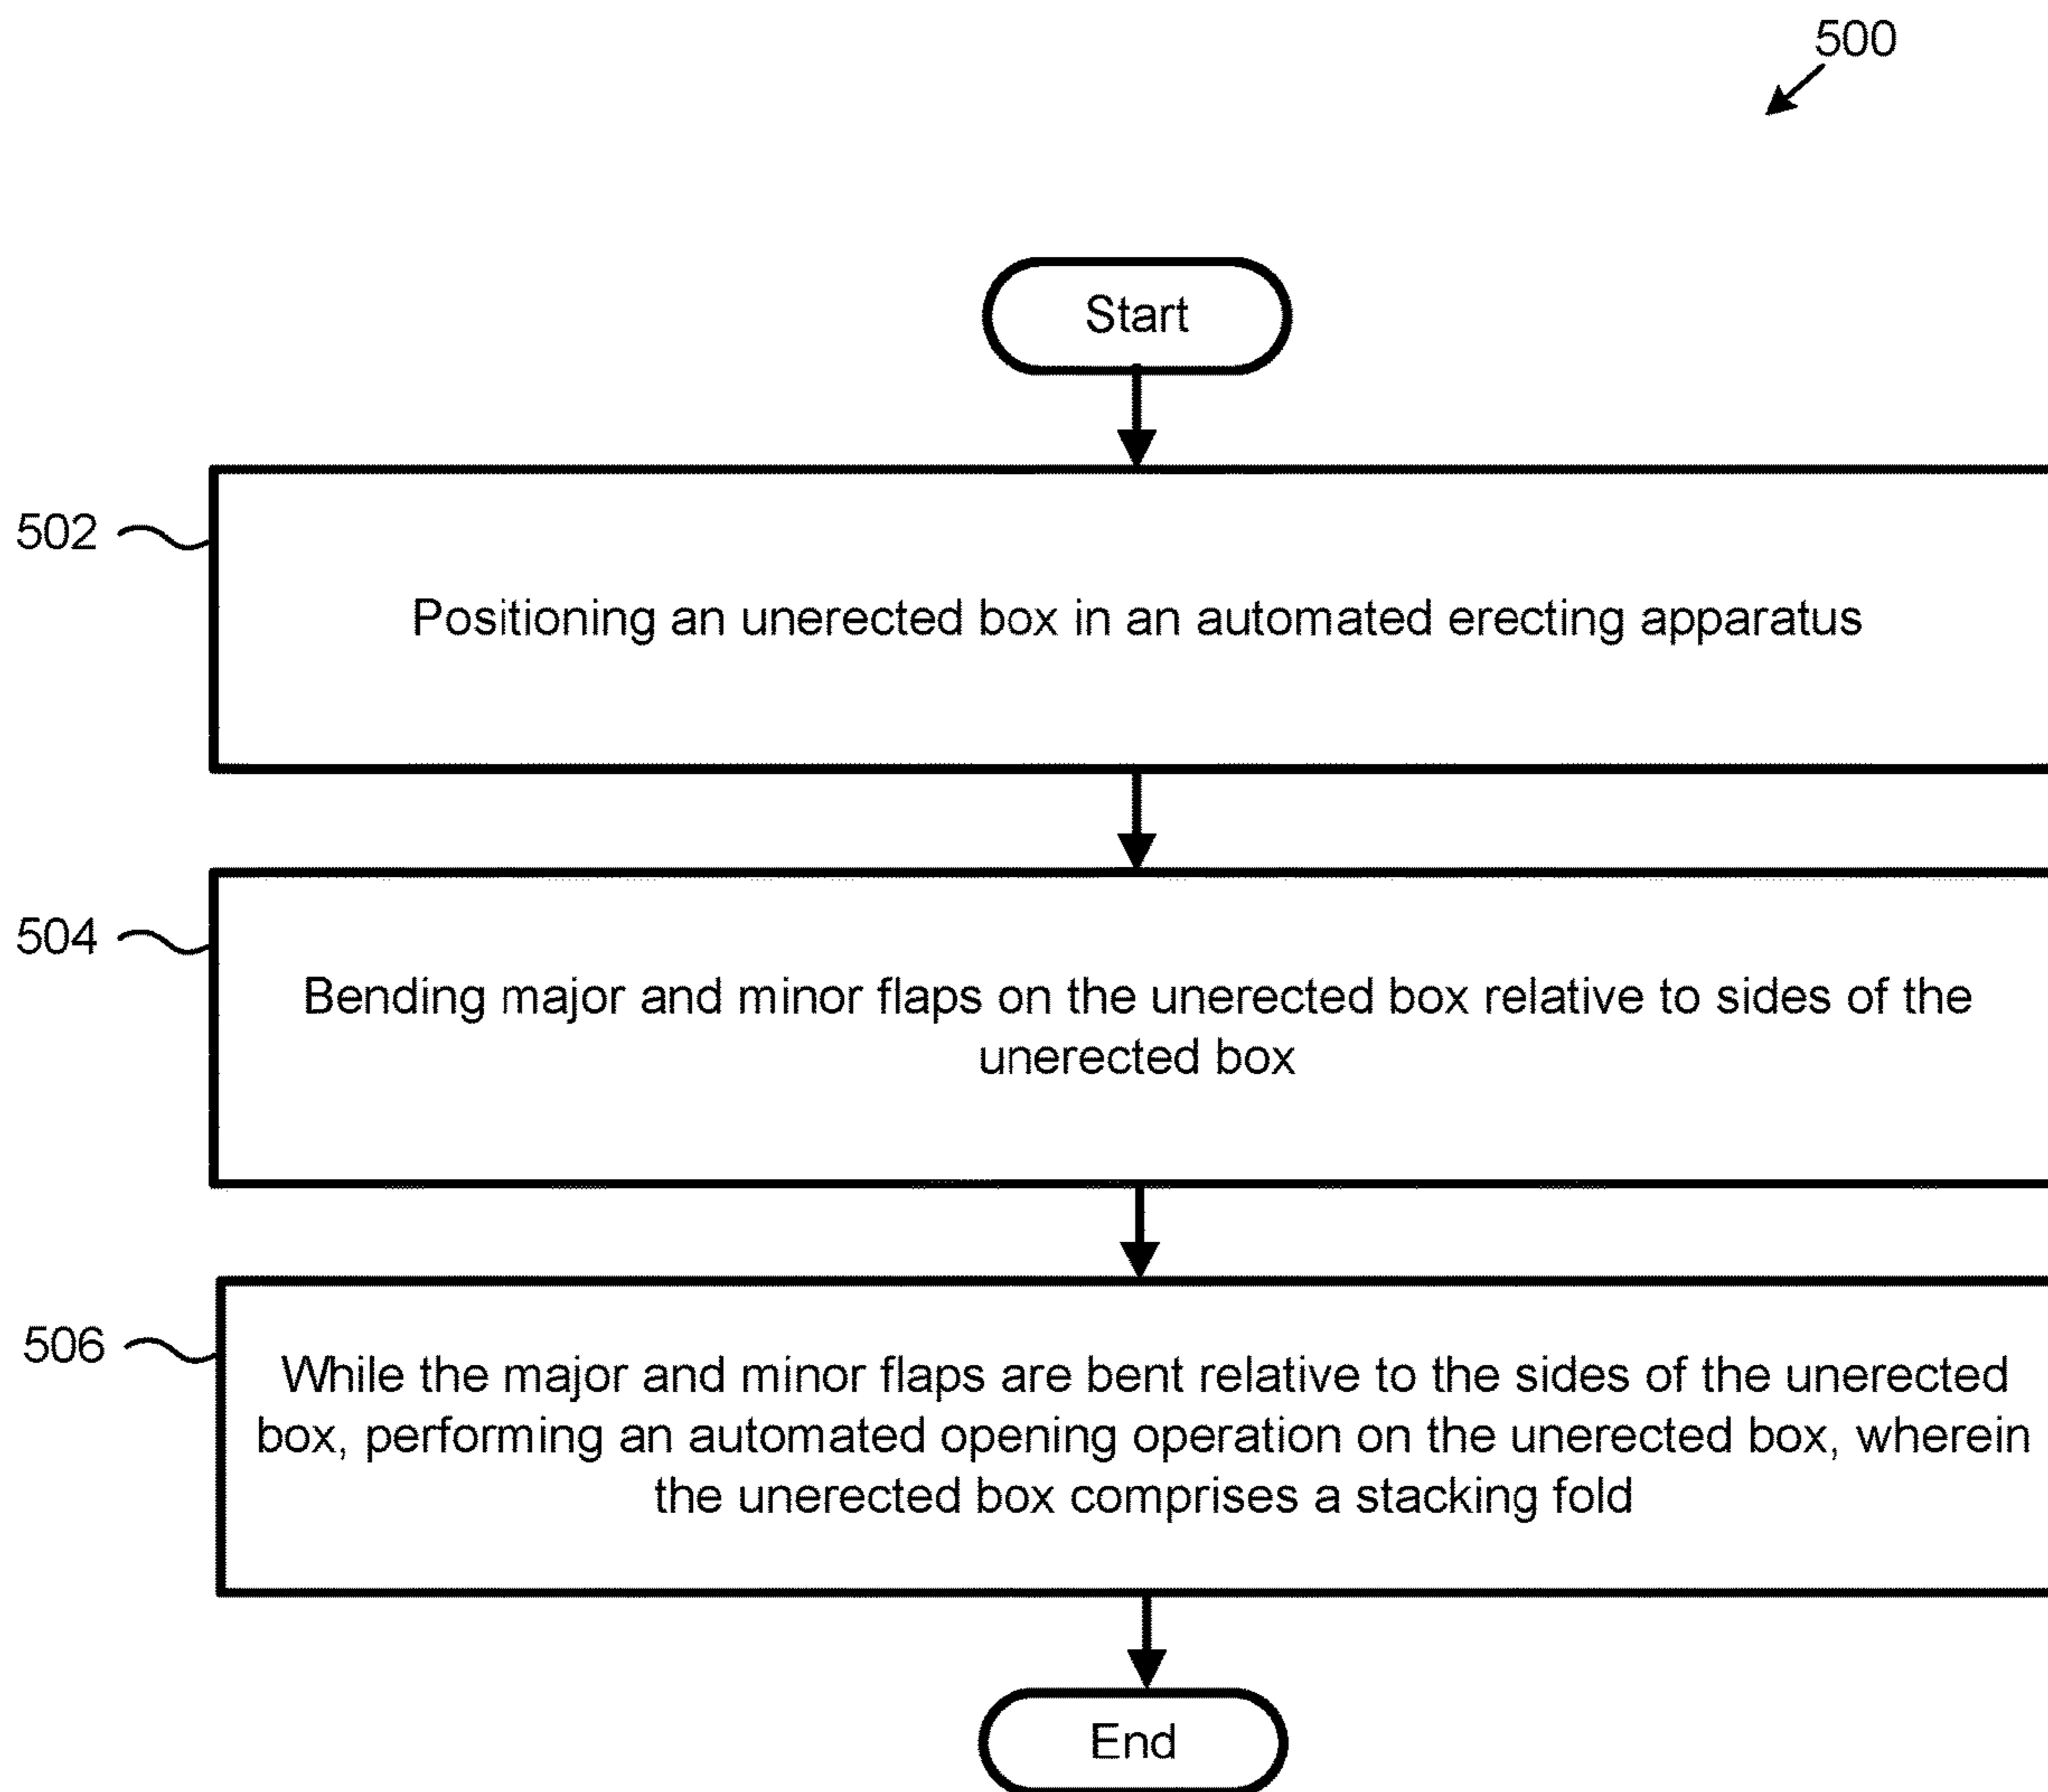 500
Start
502
Positioning an unerected box in an automated erecting apparatus
504
Bending major and minor flaps on the unerected box relative to sides of the
unerected box
506
While the major and minor flaps are bent relative to the sides of the unerected
box, performing an automated opening operation on the unerected box, wherein
the unerected box comprises a stacking fold
End